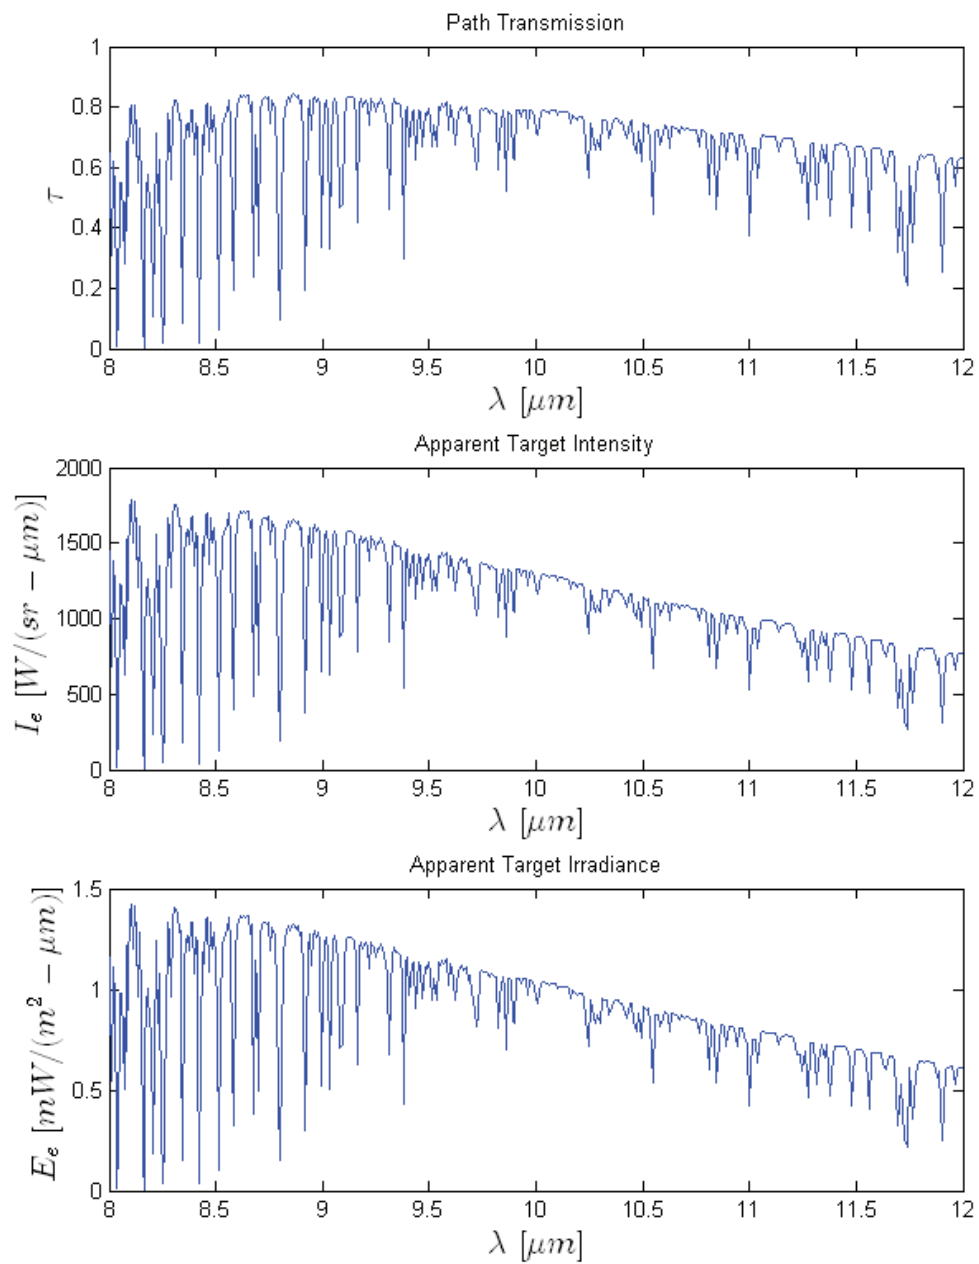 Path Transmission
1
0.8
0.6
0.4
0.2
0
τ
8 8.5 9 9.5 10 10.5 11 11.5 12
λ [μm]
Apparent Target Intensity
2000
1500
1000
500
0
I_e [W/(sr − μm)]
8 8.5 9 9.5 10 10.5 11 11.5 12
λ [μm]
Apparent Target Irradiance
1.5
1
0.5
0
E_e [mW/(m² − μm)]
8 8.5 9 9.5 10 10.5 11 11.5 12
λ [μm]